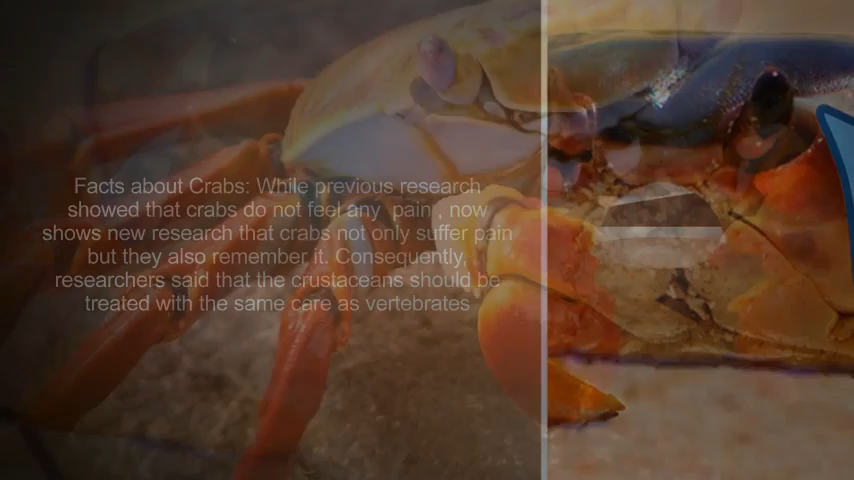 Facts about Crabs: While previous research
showed that crabs do not feel any  pain, now
shows new research that crabs not only suffer pain
but they also remember it. Consequently,
researchers said that the crustaceans should be
treated with the same care as vertebrates